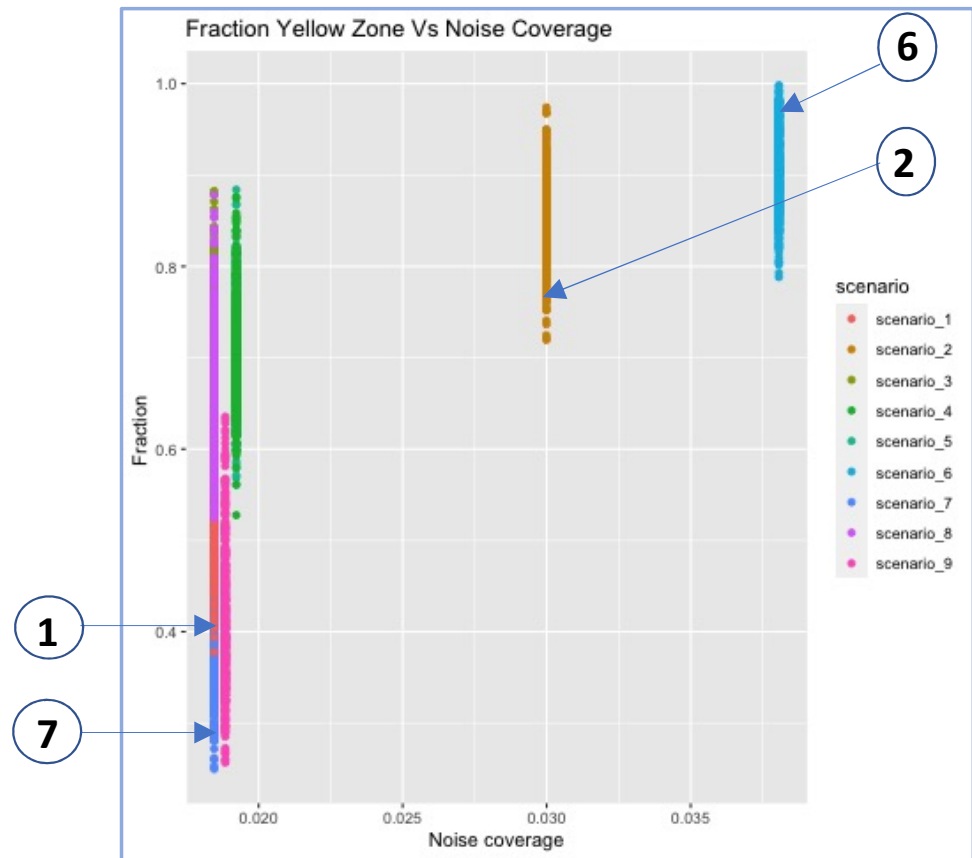 Fraction Yellow Zone Vs Noise Coverage
6
2
1.0
0.8
0.6
0.4
Fraction
1
7
0.020
0.025
0.030
0.035
Noise coverage
scenario
scenario_1
scenario_2
scenario_3
scenario_4
scenario_5
scenario_6
scenario_7
scenario_8
scenario_9